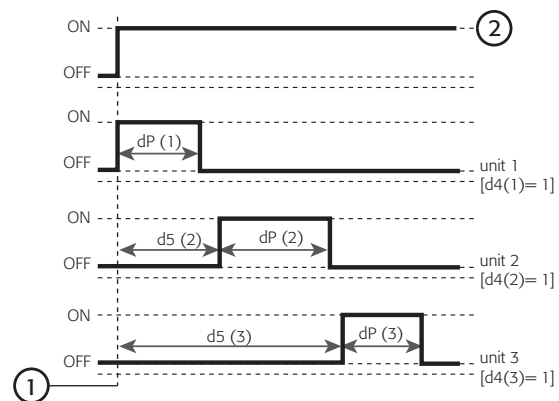 ON
2
OFF
ON
dP (1)
OFF
unit 1
[d4(1)= 1]
ON
d5 (2)
dP (2)
OFF
unit 2
[d4(2)= 1]
ON
d5 (3)
dP (3)
OFF
unit 3
[d4(3)= 1]
1